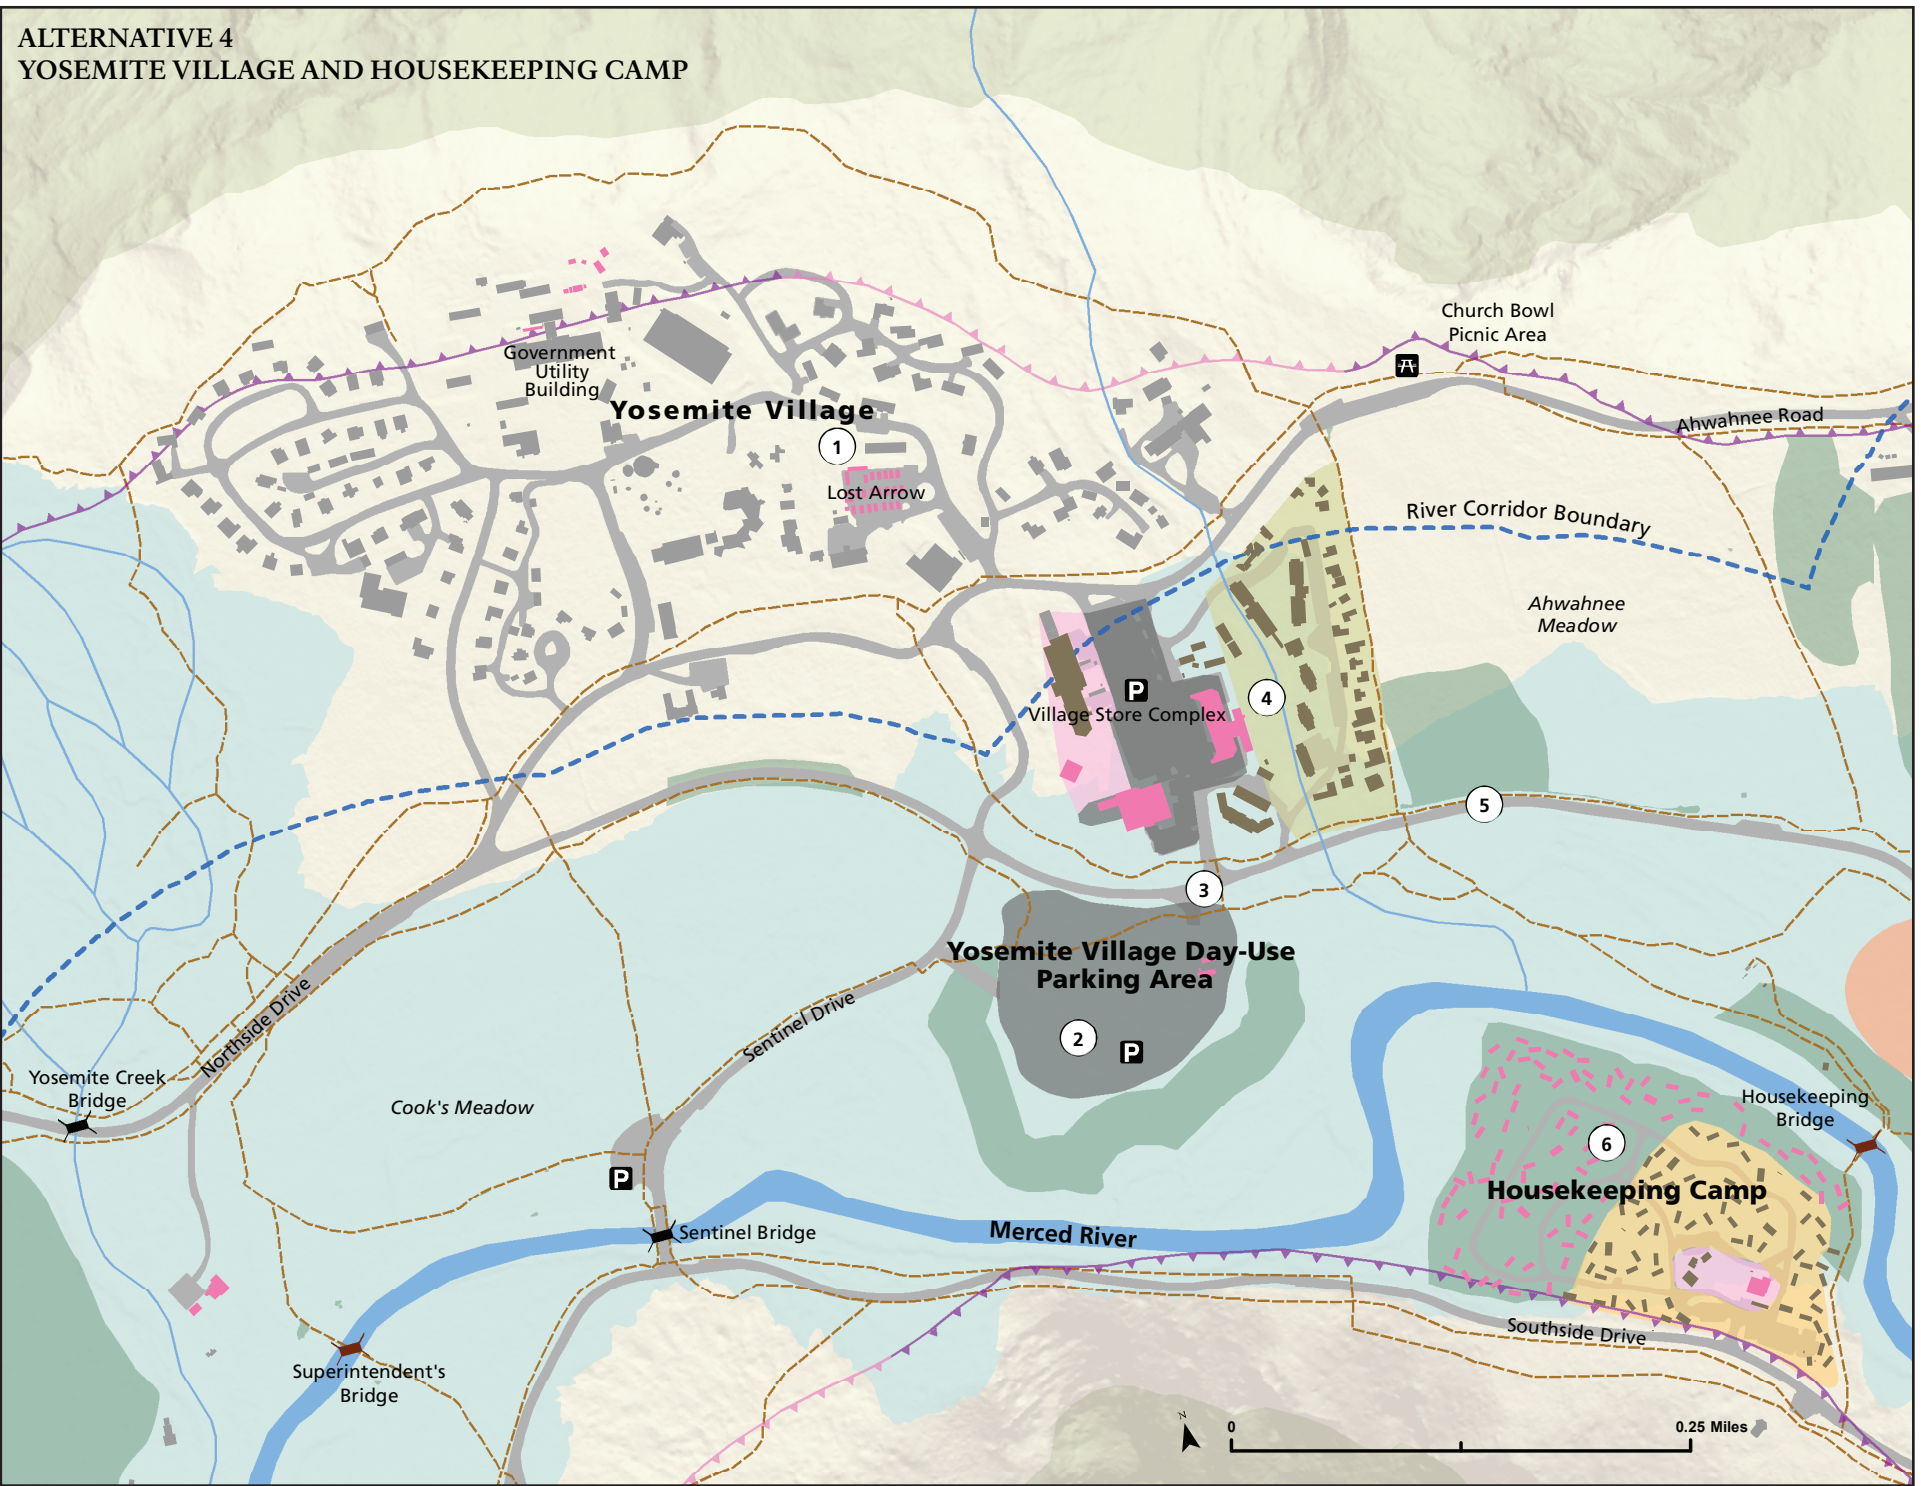 ALTERNATIVE 4
YOSEMITE VILLAGE AND HOUSEKEEPING CAMP
Church Bowl
Picnic Area
Government
Utility
Building
Yosemite Village
1
Ahwahnee Road
Lost Arrow
River Corridor Boundary
Ahwahnee
Meadow
P
4
Village Store Complex
5
3
Yosemite Village Day-Use
Parking Area
Northside Drive
Sentinel Drive
2
P
Yosemite Creek
Bridge
Cook's Meadow
Housekeeping
Bridge
6
P
Housekeeping Camp
Sentinel Bridge
Merced River
Southside Drive
Superintendent's
Bridge
N
0
0.25 Miles